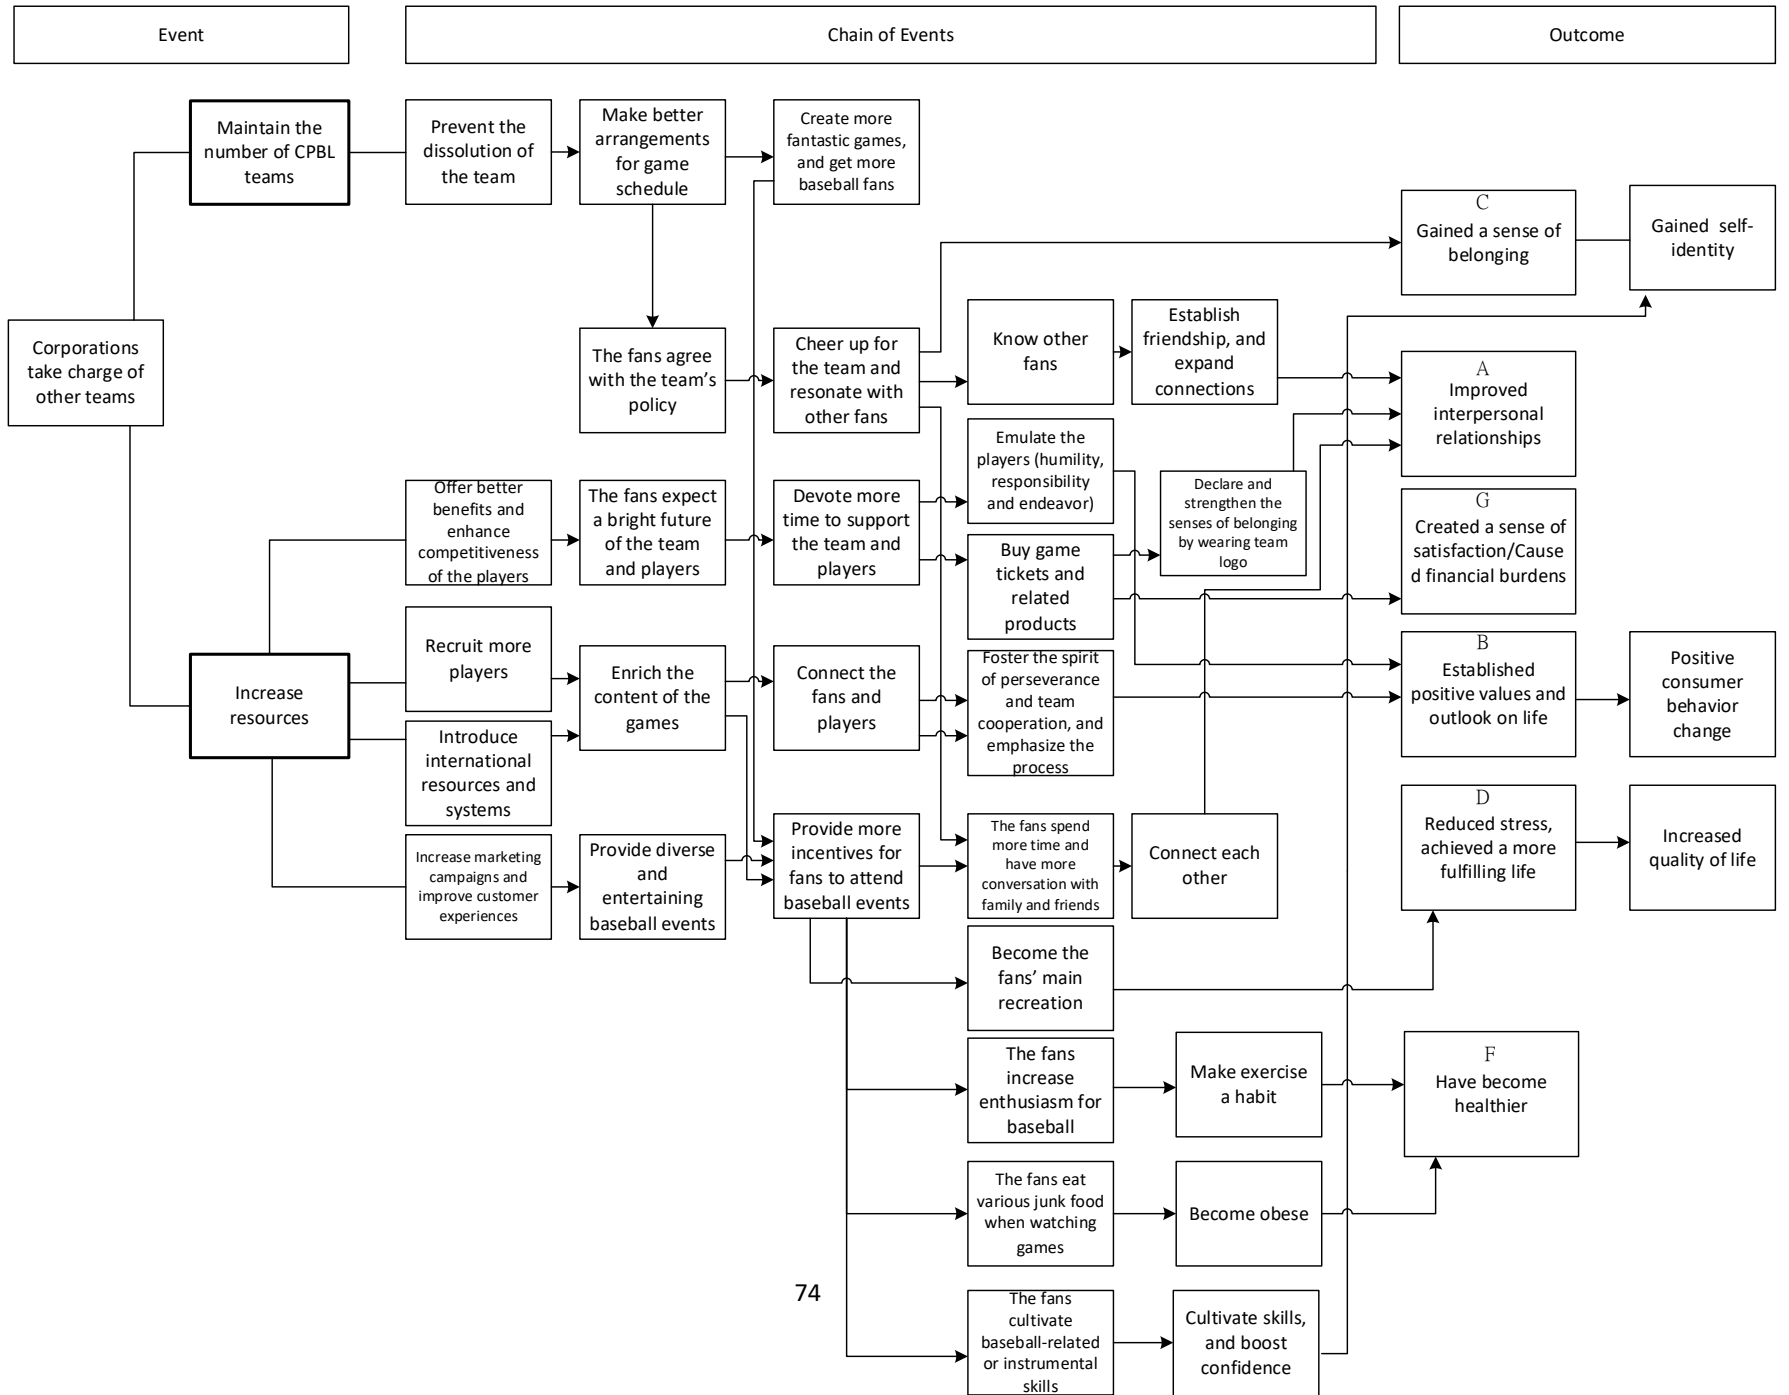 Event
Chain of Events
Outcome
Maintain the
number of CPBL
teams
Prevent the
dissolution of
the team
Make better
arrangements
for game
schedule
Create more
fantastic games,
and get more
baseball fans
C
Gained a sense of
belonging
Gained self-
identity
Corporations
take charge of
other teams
The fans agree
with the team’s
policy
Cheer up for
the team and
resonate with
other fans
Know other
fans
Establish
friendship, and
expand
connections
A
Improved
interpersonal
relationships
Emulate the
players (humility,
responsibility
and endeavor)
Offer better
benefits and
enhance
competitiveness
of the players
The fans expect
a bright future
of the team
and players
Devote more
time to support
the team and
players
Buy game
tickets and
related
products
Declare and
strengthen the
senses of belonging
by wearing team
logo
G
Created a sense of
satisfaction/Cause
d financial burdens
Increase
resources
Recruit more
players
Introduce
international
resources and
systems
Enrich the
content of the
games
Connect the
fans and
players
Foster the spirit
of perseverance
and team
cooperation, and
emphasize the
process
B
Established
positive values and
outlook on life
Positive
consumer
behavior
change
Increase marketing
campaigns and
improve customer
experiences
Provide diverse
and
entertaining
baseball events
Provide more
incentives for
fans to attend
baseball events
The fans spend
more time and
have more
conversation with
family and friends
Connect each
other
D
Reduced stress,
achieved a more
fulfilling life
Increased
quality of life
Become the
fans’ main
recreation
The fans
increase
enthusiasm for
baseball
Make exercise
a habit
F
Have become
healthier
The fans eat
various junk food
when watching
games
Become obese
The fans
cultivate
baseball-related
or instrumental
skills
Cultivate skills,
and boost
confidence
74